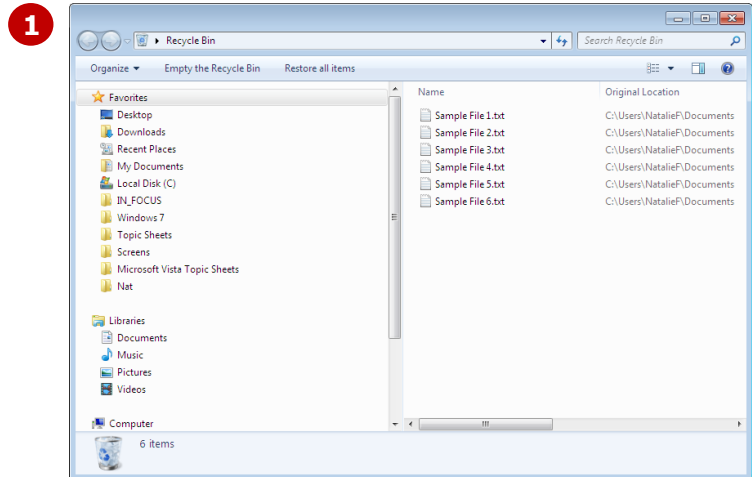 1
Recycle Bin
Search Recycle Bin
Organize Empty the Recycle Bin Restore all items
Favorites
Desktop
Downloads
Recent Places
My Documents
Local Disk (C)
IN_FOCUS
Windows 7
Topic Sheets
Screens
Microsoft Vista Topic Sheets
Nat
Libraries
Documents
Music
Pictures
Videos
Computer
Name Original Location
Sample File 1.txt C:\Users\NatalieF\Documents
Sample File 2.txt C:\Users\NatalieF\Documents
Sample File 3.txt C:\Users\NatalieF\Documents
Sample File 4.txt C:\Users\NatalieF\Documents
Sample File 5.txt C:\Users\NatalieF\Documents
Sample File 6.txt C:\Users\NatalieF\Documents
6 items